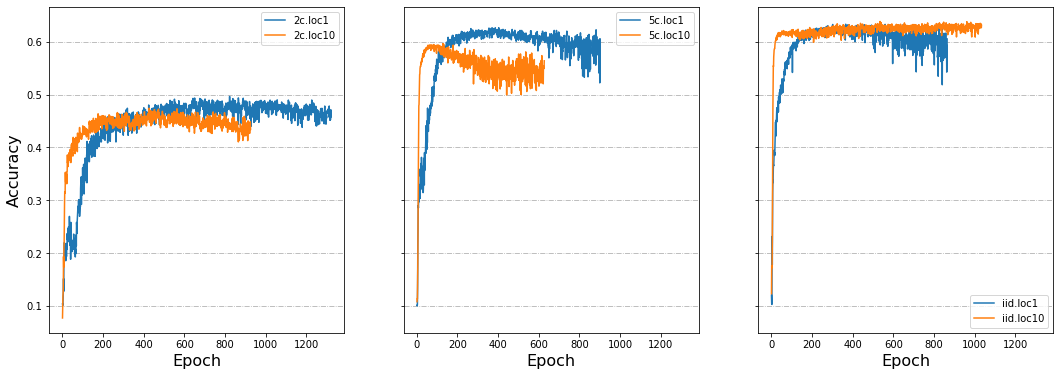 Accuracy
0.6
0.5
0.4
0.3
0.2
0.1
2c.loc1
2c.loc10
0 200 400 600 800 1000 1200
Epoch
5c.loc1
5c.loc10
0 200 400 600 800 1000 1200
Epoch
iid.loc1
iid.loc10
0 200 400 600 800 1000 1200
Epoch